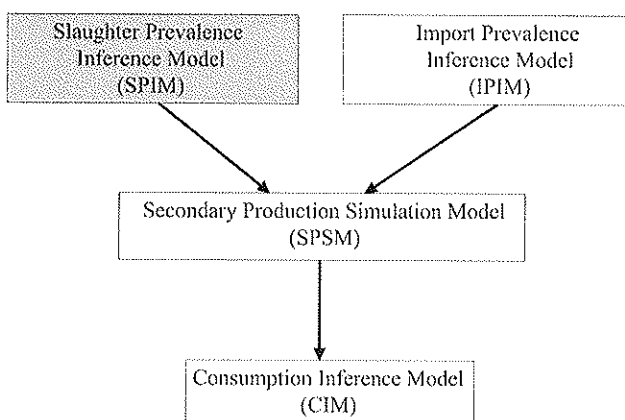 Slaughter Prevalence
Inference Model
(SPIM)
Import Prevalence
Inference Model
(IPIM)
Secondary Production Simulation Model
(SPSM)
Consumption Inference Model
(CIM)